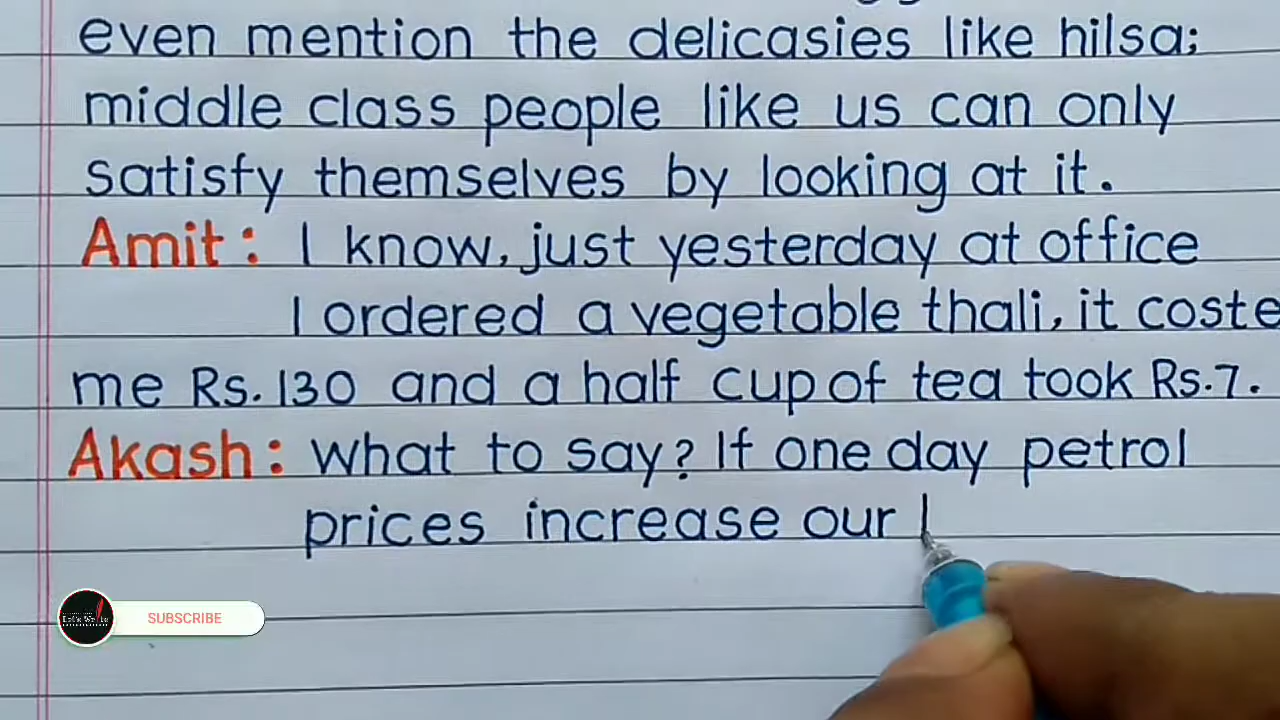 even mention the delicasies like hilsa;
middle class people like us can only
satisfy themselves by looking at it.
Amit: I know, just yesterday at office
I ordered a vegetable thali, it coste
me Rs. 130 and a half cup of tea took Rs. 7.
Akash: What to say? If one day petrol
prices increase our l
Let's Write
SUBSCRIBE